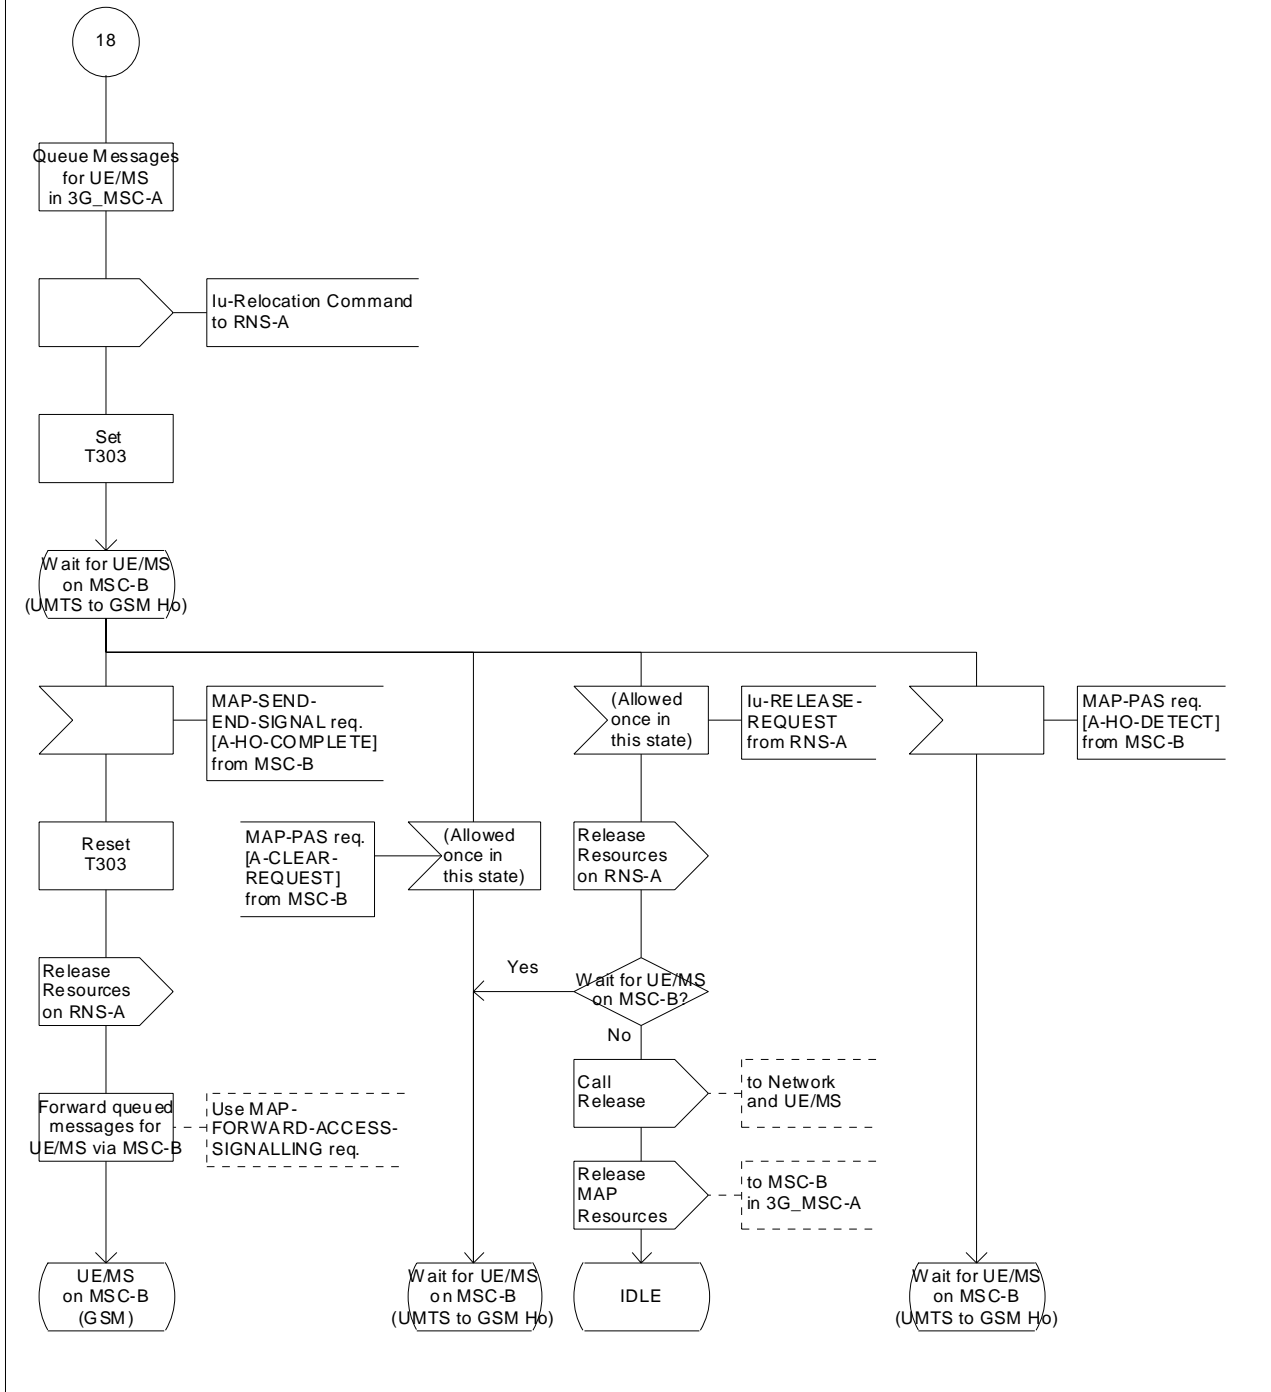 18
Queue Messages
for UE/MS
in 3G_MSC-A
Iu-Relocation Command
to RNS-A
Set
T303
Wait for UE/MS
on MSC-B
(UMTS to GSM Ho)
MAP-SEND-
END-SIGNAL req.
[A-HO-COMPLETE]
from MSC-B
(Allowed
once in
this state)
Iu-RELEASE-
REQUEST
from RNS-A
MAP-PAS req.
[A-HO-DETECT]
from MSC-B
Reset
T303
MAP-PAS req.
[A-CLEAR-
REQUEST]
from MSC-B
(Allowed
once in
this state)
Release
Resources
on RNS-A
Release
Resources
on RNS-A
Yes
Wait for UE/MS
on MSC-B?
No
Forward queued
messages for
UE/MS via MSC-B
Use MAP-
FORWARD-ACCESS-
SIGNALLING req.
Call
Release
to Network
and UE/MS
Release
MAP
Resources
to MSC-B
in 3G_MSC-A
UE/MS
on MSC-B
(GSM)
Wait for UE/MS
on MSC-B
(UMTS to GSM Ho)
IDLE
Wait for UE/MS
on MSC-B
(UMTS to GSM Ho)